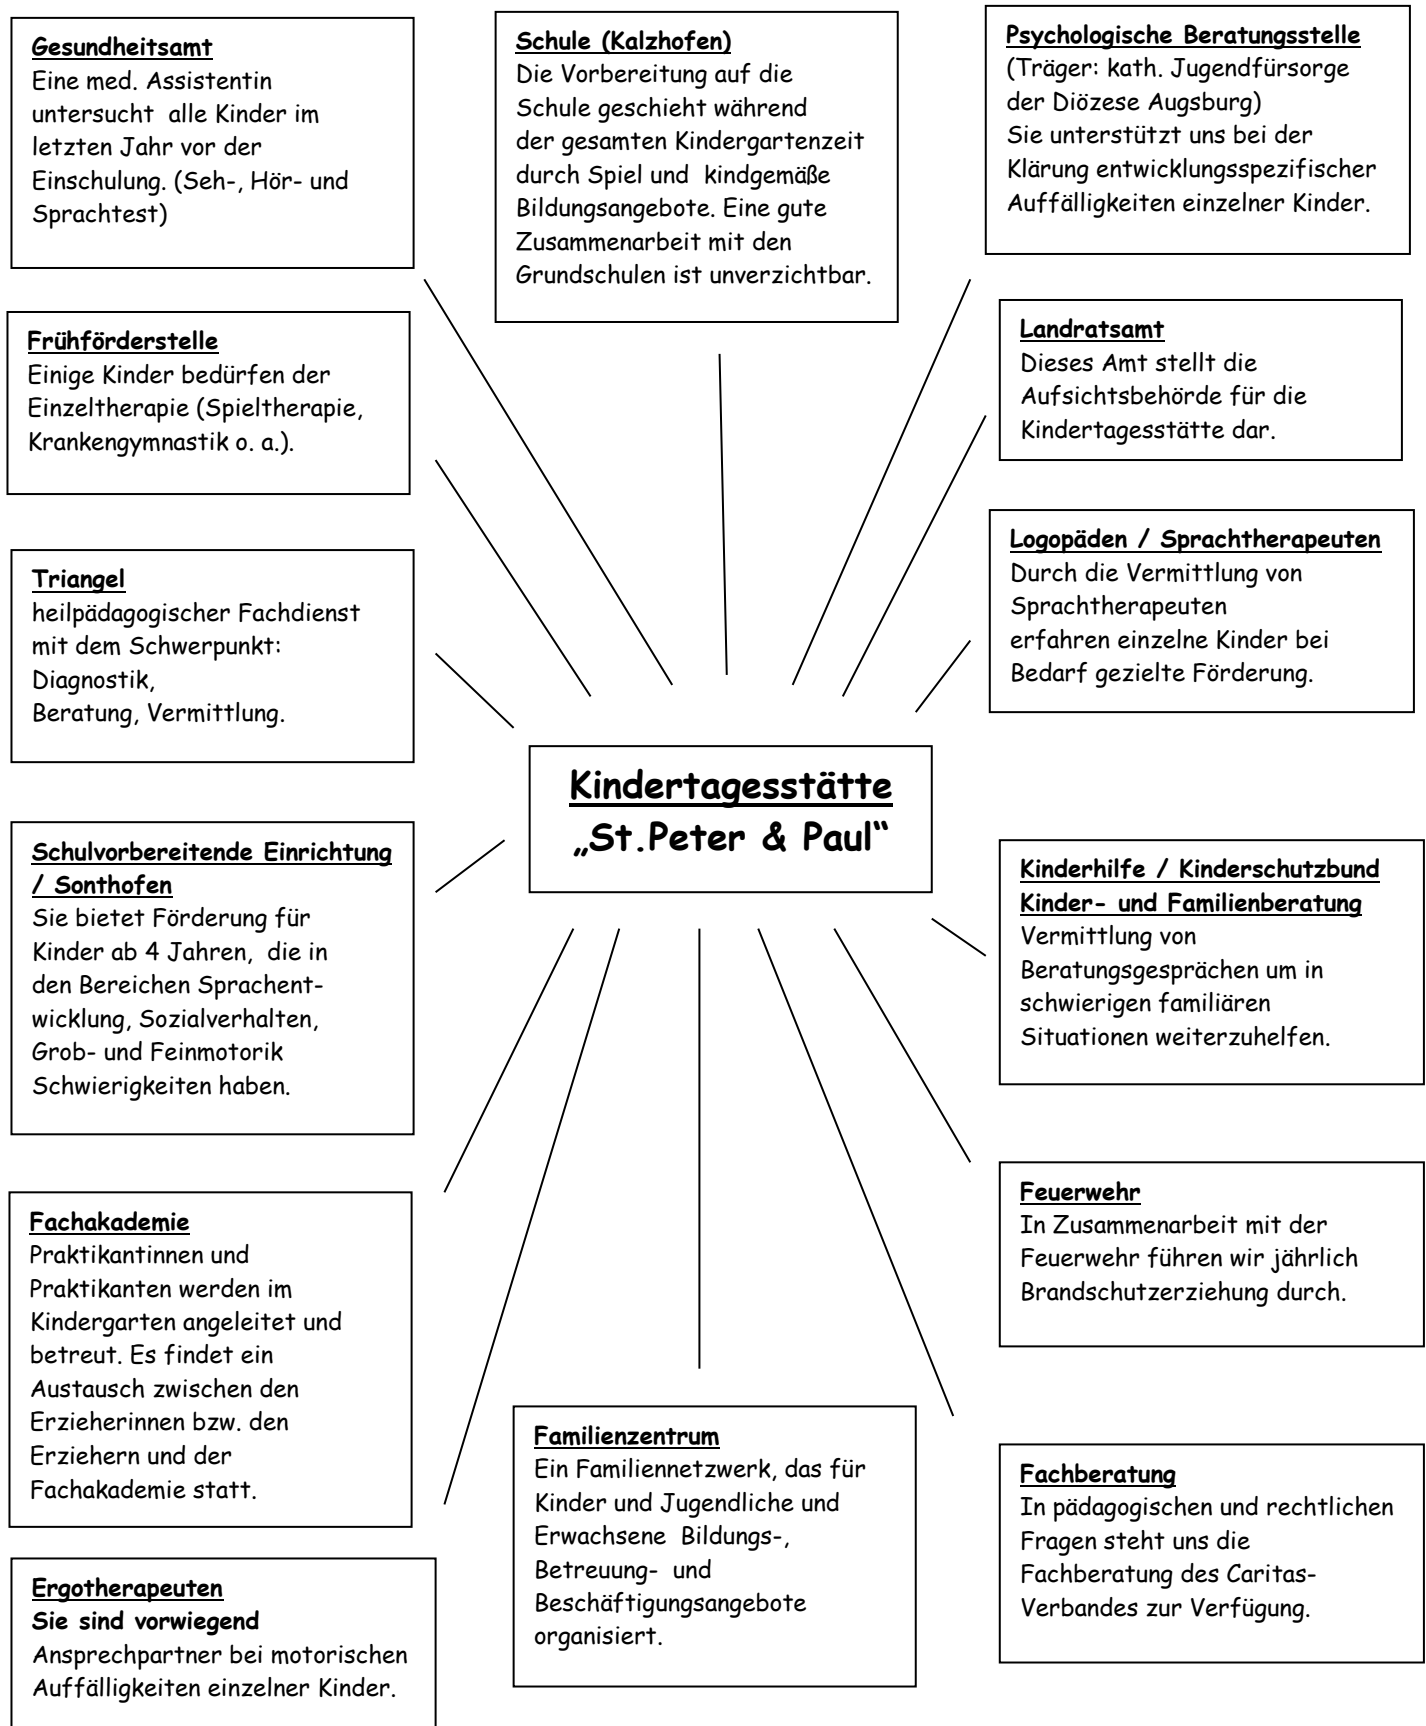 Gesundheitsamt
Eine med. Assistentin
untersucht  alle Kinder im
letzten Jahr vor der
Einschulung. (Seh-, Hör- und
Sprachtest)
Schule (Kalzhofen)
Die Vorbereitung auf die
Schule geschieht während
der gesamten Kindergartenzeit
durch Spiel und  kindgemäße
Bildungsangebote. Eine gute
Zusammenarbeit mit den
Grundschulen ist unverzichtbar.
Psychologische Beratungsstelle
(Träger: kath. Jugendfürsorge
der Diözese Augsburg)
Sie unterstützt uns bei der
Klärung entwicklungsspezifischer
Auffälligkeiten einzelner Kinder.
Frühförderstelle
Einige Kinder bedürfen der
Einzeltherapie (Spieltherapie,
Krankengymnastik o. a.).
Landratsamt
Dieses Amt stellt die
Aufsichtsbehörde für die
Kindertagesstätte dar.
Triangel
heilpädagogischer Fachdienst
mit dem Schwerpunkt:
Diagnostik,
Beratung, Vermittlung.
Logopäden / Sprachtherapeuten
Durch die Vermittlung von
Sprachtherapeuten
erfahren einzelne Kinder bei
Bedarf gezielte Förderung.
Kindertagesstätte
„St.Peter & Paul“
Schulvorbereitende Einrichtung
/ Sonthofen
Sie bietet Förderung für
Kinder ab 4 Jahren,  die in
den Bereichen Sprachent-
wicklung, Sozialverhalten,
Grob- und Feinmotorik
Schwierigkeiten haben.
Kinderhilfe / Kinderschutzbund
Kinder- und Familienberatung
Vermittlung von
Beratungsgesprächen um in
schwierigen familiären
Situationen weiterzuhelfen.
Fachakademie
Praktikantinnen und
Praktikanten werden im
Kindergarten angeleitet und
betreut. Es findet ein
Austausch zwischen den
Erzieherinnen bzw. den
Erziehern und der
Fachakademie statt.
Feuerwehr
In Zusammenarbeit mit der
Feuerwehr führen wir jährlich
Brandschutzerziehung durch.
Familienzentrum
Ein Familiennetzwerk, das für
Kinder und Jugendliche und
Erwachsene  Bildungs-,
Betreuung-  und
Beschäftigungsangebote
organisiert.
Fachberatung
In pädagogischen und rechtlichen
Fragen steht uns die
Fachberatung des Caritas-
Verbandes zur Verfügung.
Ergotherapeuten
Sie sind vorwiegend
Ansprechpartner bei motorischen
Auffälligkeiten einzelner Kinder.